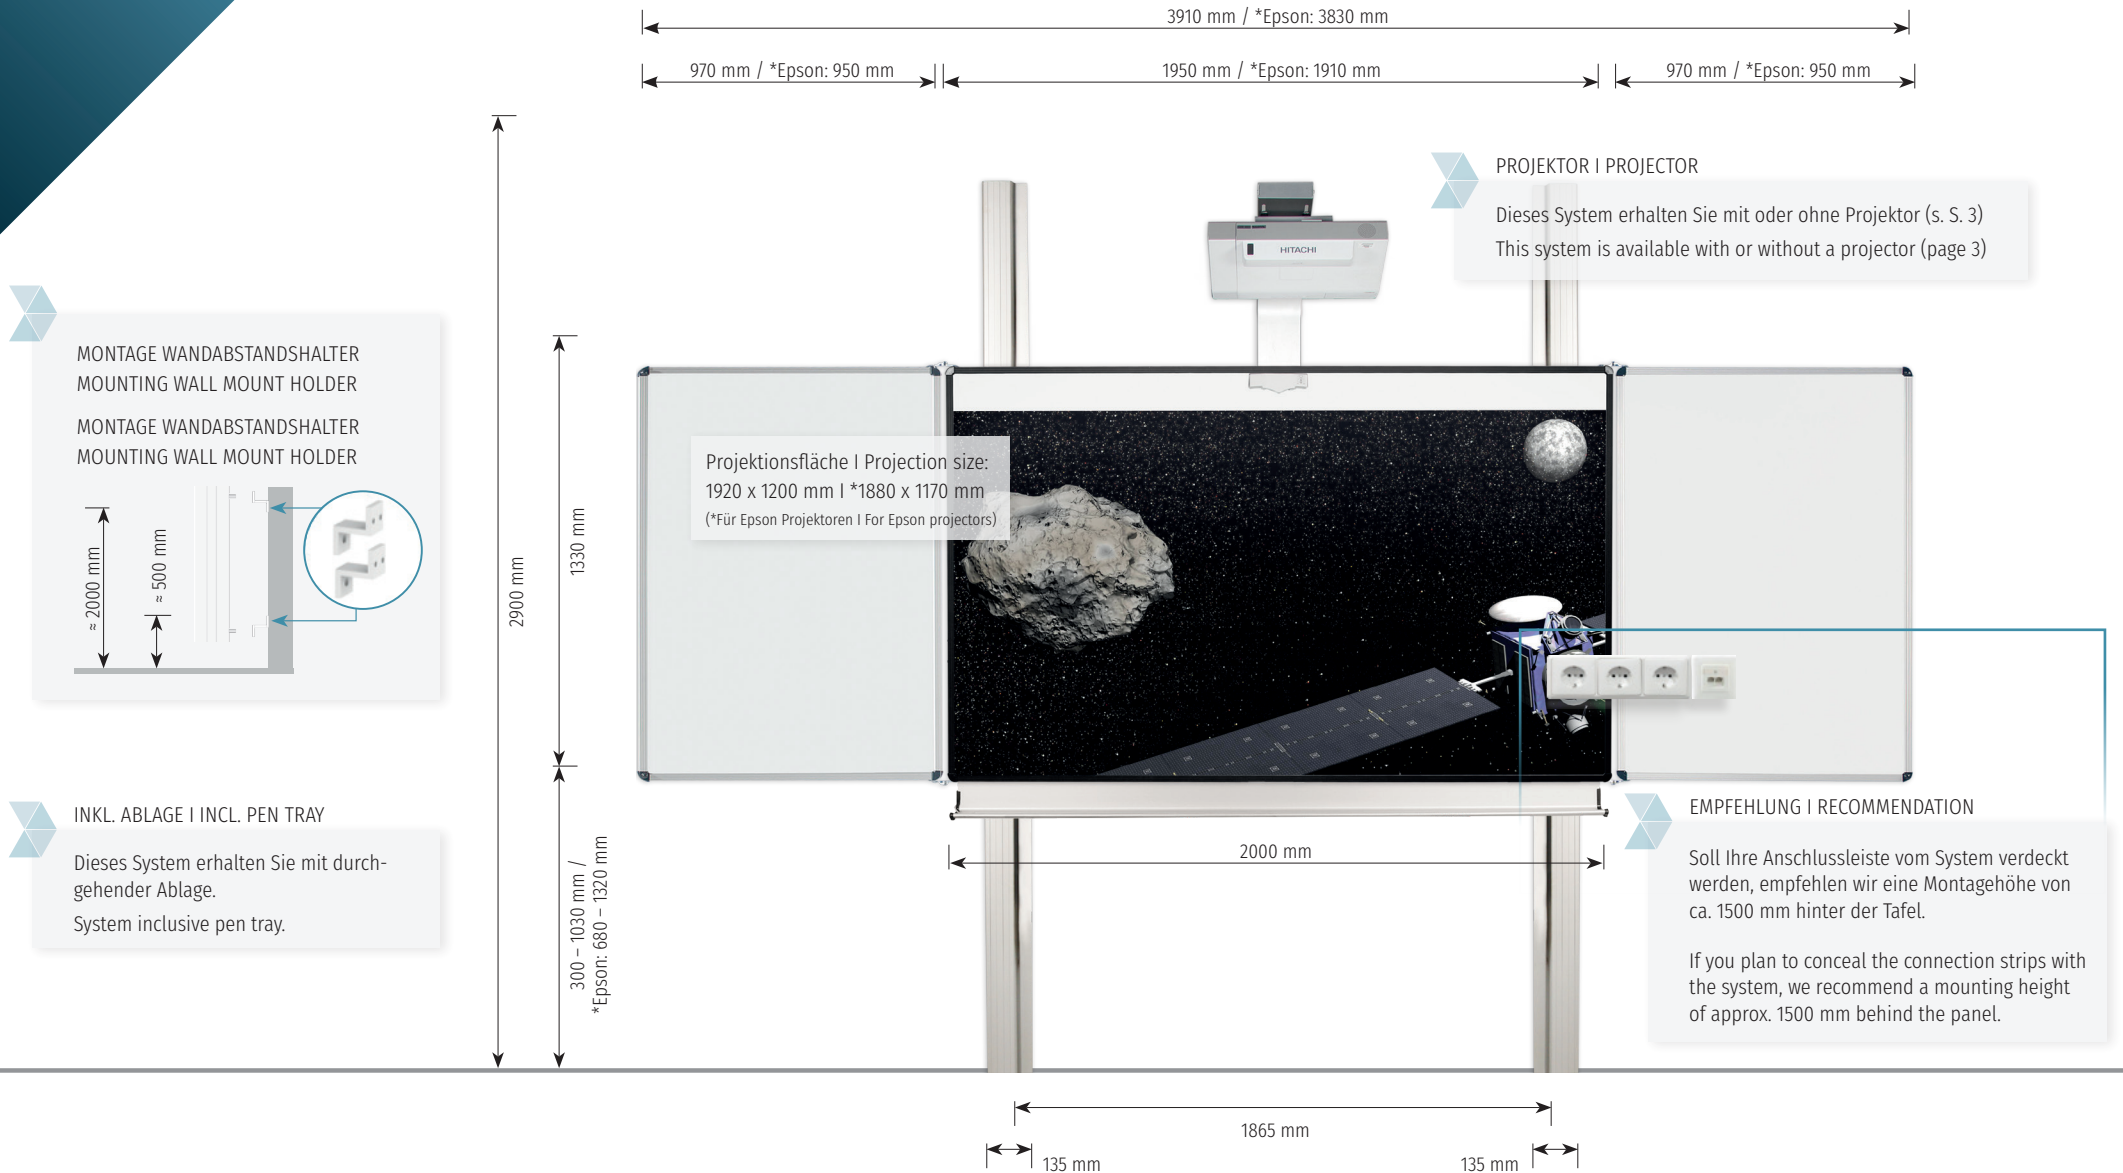 3910 mm / *Epson: 3830 mm
970 mm / *Epson: 950 mm
1950 mm / *Epson: 1910 mm
970 mm / *Epson: 950 mm
PROJEKTOR I PROJECTOR
Dieses System erhalten Sie mit oder ohne Projektor (s. S. 3)
This system is available with or without a projector (page 3)
HITACHI
MONTAGE WANDABSTANDSHALTER
MOUNTING WALL MOUNT HOLDER
MONTAGE WANDABSTANDSHALTER
MOUNTING WALL MOUNT HOLDER
≈ 2000 mm
≈ 500 mm
2900 mm
1330 mm
Projektionsfläche I Projection size:
1920 x 1200 mm I *1880 x 1170 mm
(*Für Epson Projektoren I For Epson projectors)
INKL. ABLAGE I INCL. PEN TRAY
Dieses System erhalten Sie mit durch-
gehender Ablage.
System inclusive pen tray.
300 – 1030 mm /
*Epson: 680 – 1320 mm
2000 mm
EMPFEHLUNG I RECOMMENDATION
Soll Ihre Anschlussleiste vom System verdeckt
werden, empfehlen wir eine Montagehöhe von
ca. 1500 mm hinter der Tafel.
If you plan to conceal the connection strips with
the system, we recommend a mounting height
of approx. 1500 mm behind the panel.
1865 mm
135 mm
135 mm